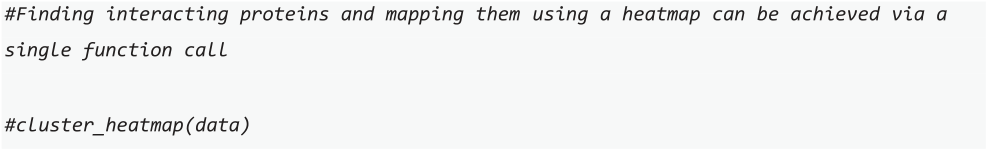 #Finding interacting proteins and mapping them using a heatmap can be achieved via a
single function call
#cluster_heatmap(data)